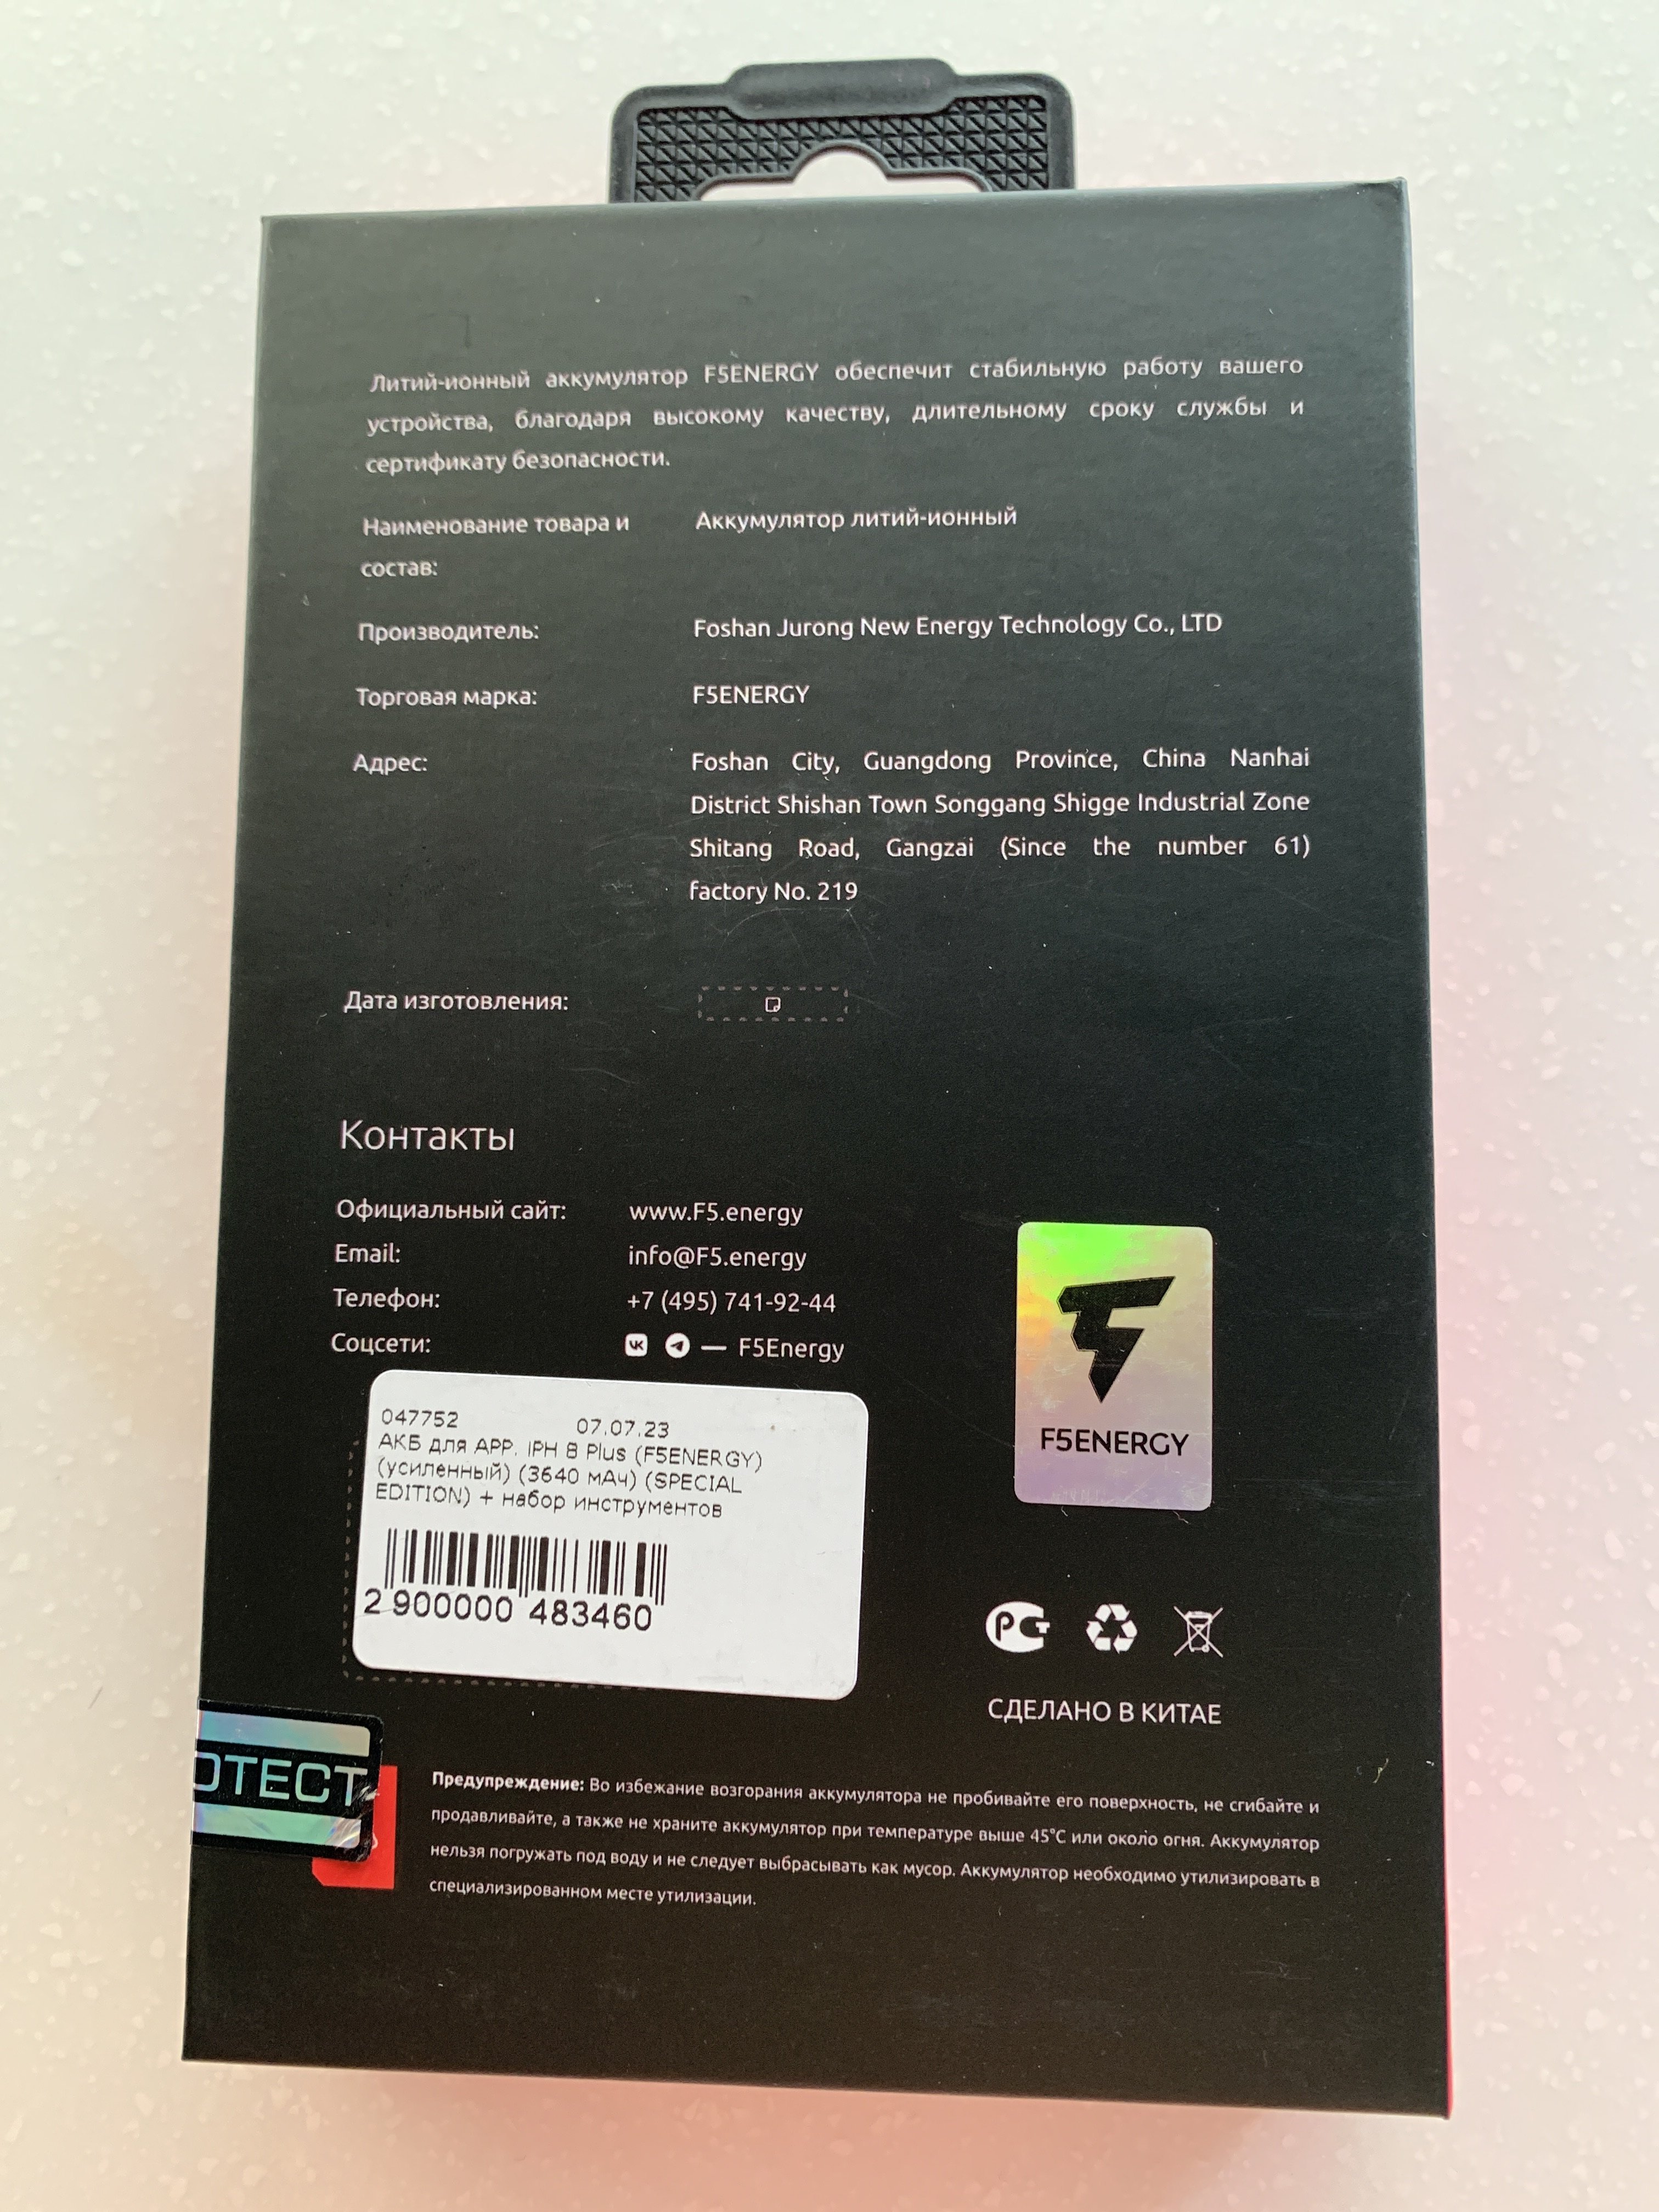 Литий-ионный аккумулятор F5ENERGY обеспечит стабильную работу вашего
устройства, благодаря высокому качеству, длительному сроку службы и
сертификату безопасности.
Наименование товара и
состав:
Аккумулятор литий-ионный
Производитель:
Foshan Jurong New Energy Technology Co., LTD
Торговая марка:
F5ENERGY
Адрес:
Foshan City, Guangdong Province, China Nanhai
District Shishan Town Songgang Shigge Industrial Zone
Shitang Road, Gangzai (Since the number 61)
factory No. 219
Дата изготовления:
Контакты
Официальный сайт: www.F5.energy
Email: info@F5.energy
Телефон: +7 (495) 741-92-44
Соцсети: — F5Energy
F5ENERGY
047752 07.07.23
АКБ для APP. IPH 8 Plus (F5ENERGY)
(усиленный) (3640 мАч) (SPECIAL
EDITION) + набор инструментов
2 900000 483460
РСТ
СДЕЛАНО В КИТАЕ
OTECT
Предупреждение: Во избежание возгорания аккумулятора не пробивайте его поверхность, не сгибайте и
продавливайте, а также не храните аккумулятор при температуре выше 45°C или около огня. Аккумулятор
нельзя погружать под воду и не следует выбрасывать как мусор. Аккумулятор необходимо утилизировать в
специализированном месте утилизации.